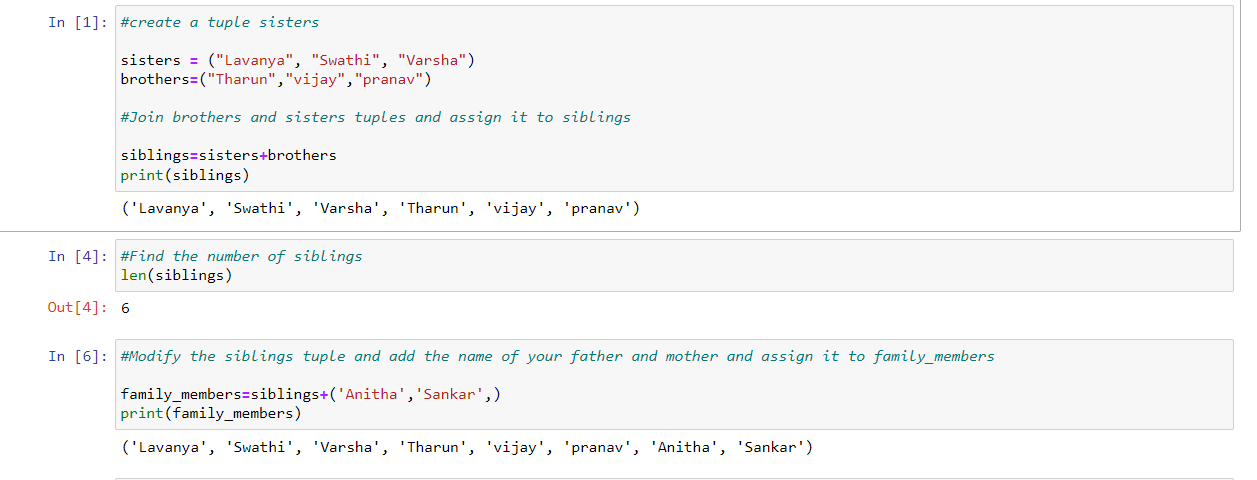 In [1]: #create a tuple sisters
sisters = ("Lavanya", "Swathi", "Varsha")
brothers=("Tharun","vijay","pranav")
#Join brothers and sisters tuples and assign it to siblings
siblings=sisters+brothers
print(siblings)
('Lavanya', 'Swathi', 'Varsha', 'Tharun', 'vijay', 'pranav')
In [4]: #Find the number of siblings
len(siblings)
Out[4]: 6
In [6]: #Modify the siblings tuple and add the name of your father and mother and assign it to family_members
family_members=siblings+('Anitha','Sankar',)
print(family_members)
('Lavanya', 'Swathi', 'Varsha', 'Tharun', 'vijay', 'pranav', 'Anitha', 'Sankar')